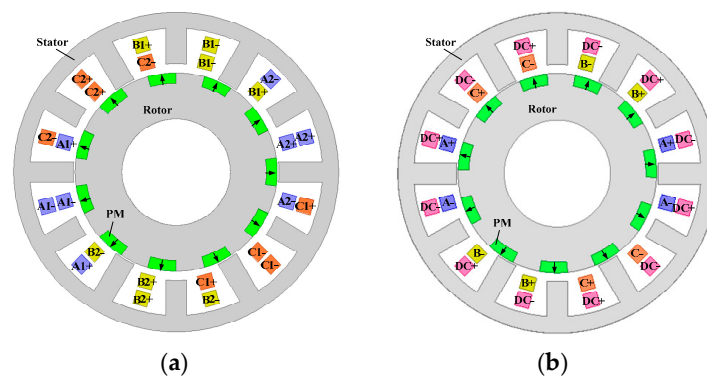 Stator
B1+
C2–
B1–
B1–
C2+
C2+
A2–
B1+
Rotor
C2–
A1+
A2+
A2+
A1–
A1–
A2–
C1+
PM
B2–
A1+
C1–
C1–
B2+
B2+
C1+
B2–
(a)
Stator
DC+
C-
DC-
B-
DC-
C+
DC+
B+
Rotor
DC+
A+
A+
DC-
DC-
A-
A-
DC+
PM
B-
DC+
C-
DC-
B+
DC-
C+
DC+
(b)